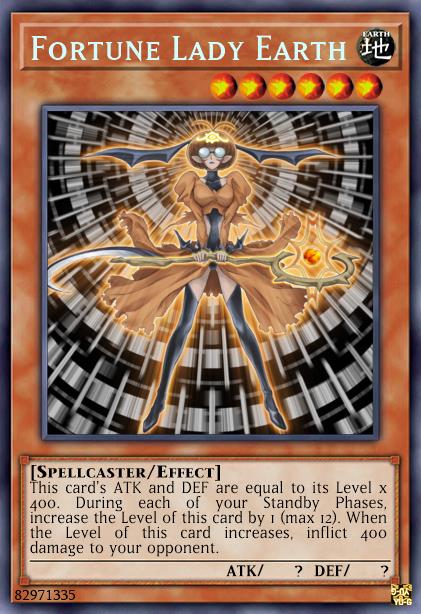 Fortune Lady Earth
EARTH
地
[Spellcaster/Effect]
This card's ATK and DEF are equal to its Level x
400. During each of your Standby Phases,
increase the Level of this card by 1 (max 12). When
the Level of this card increases, inflict 400
damage to your opponent.
ATK/ ? DEF/ ?
82971335